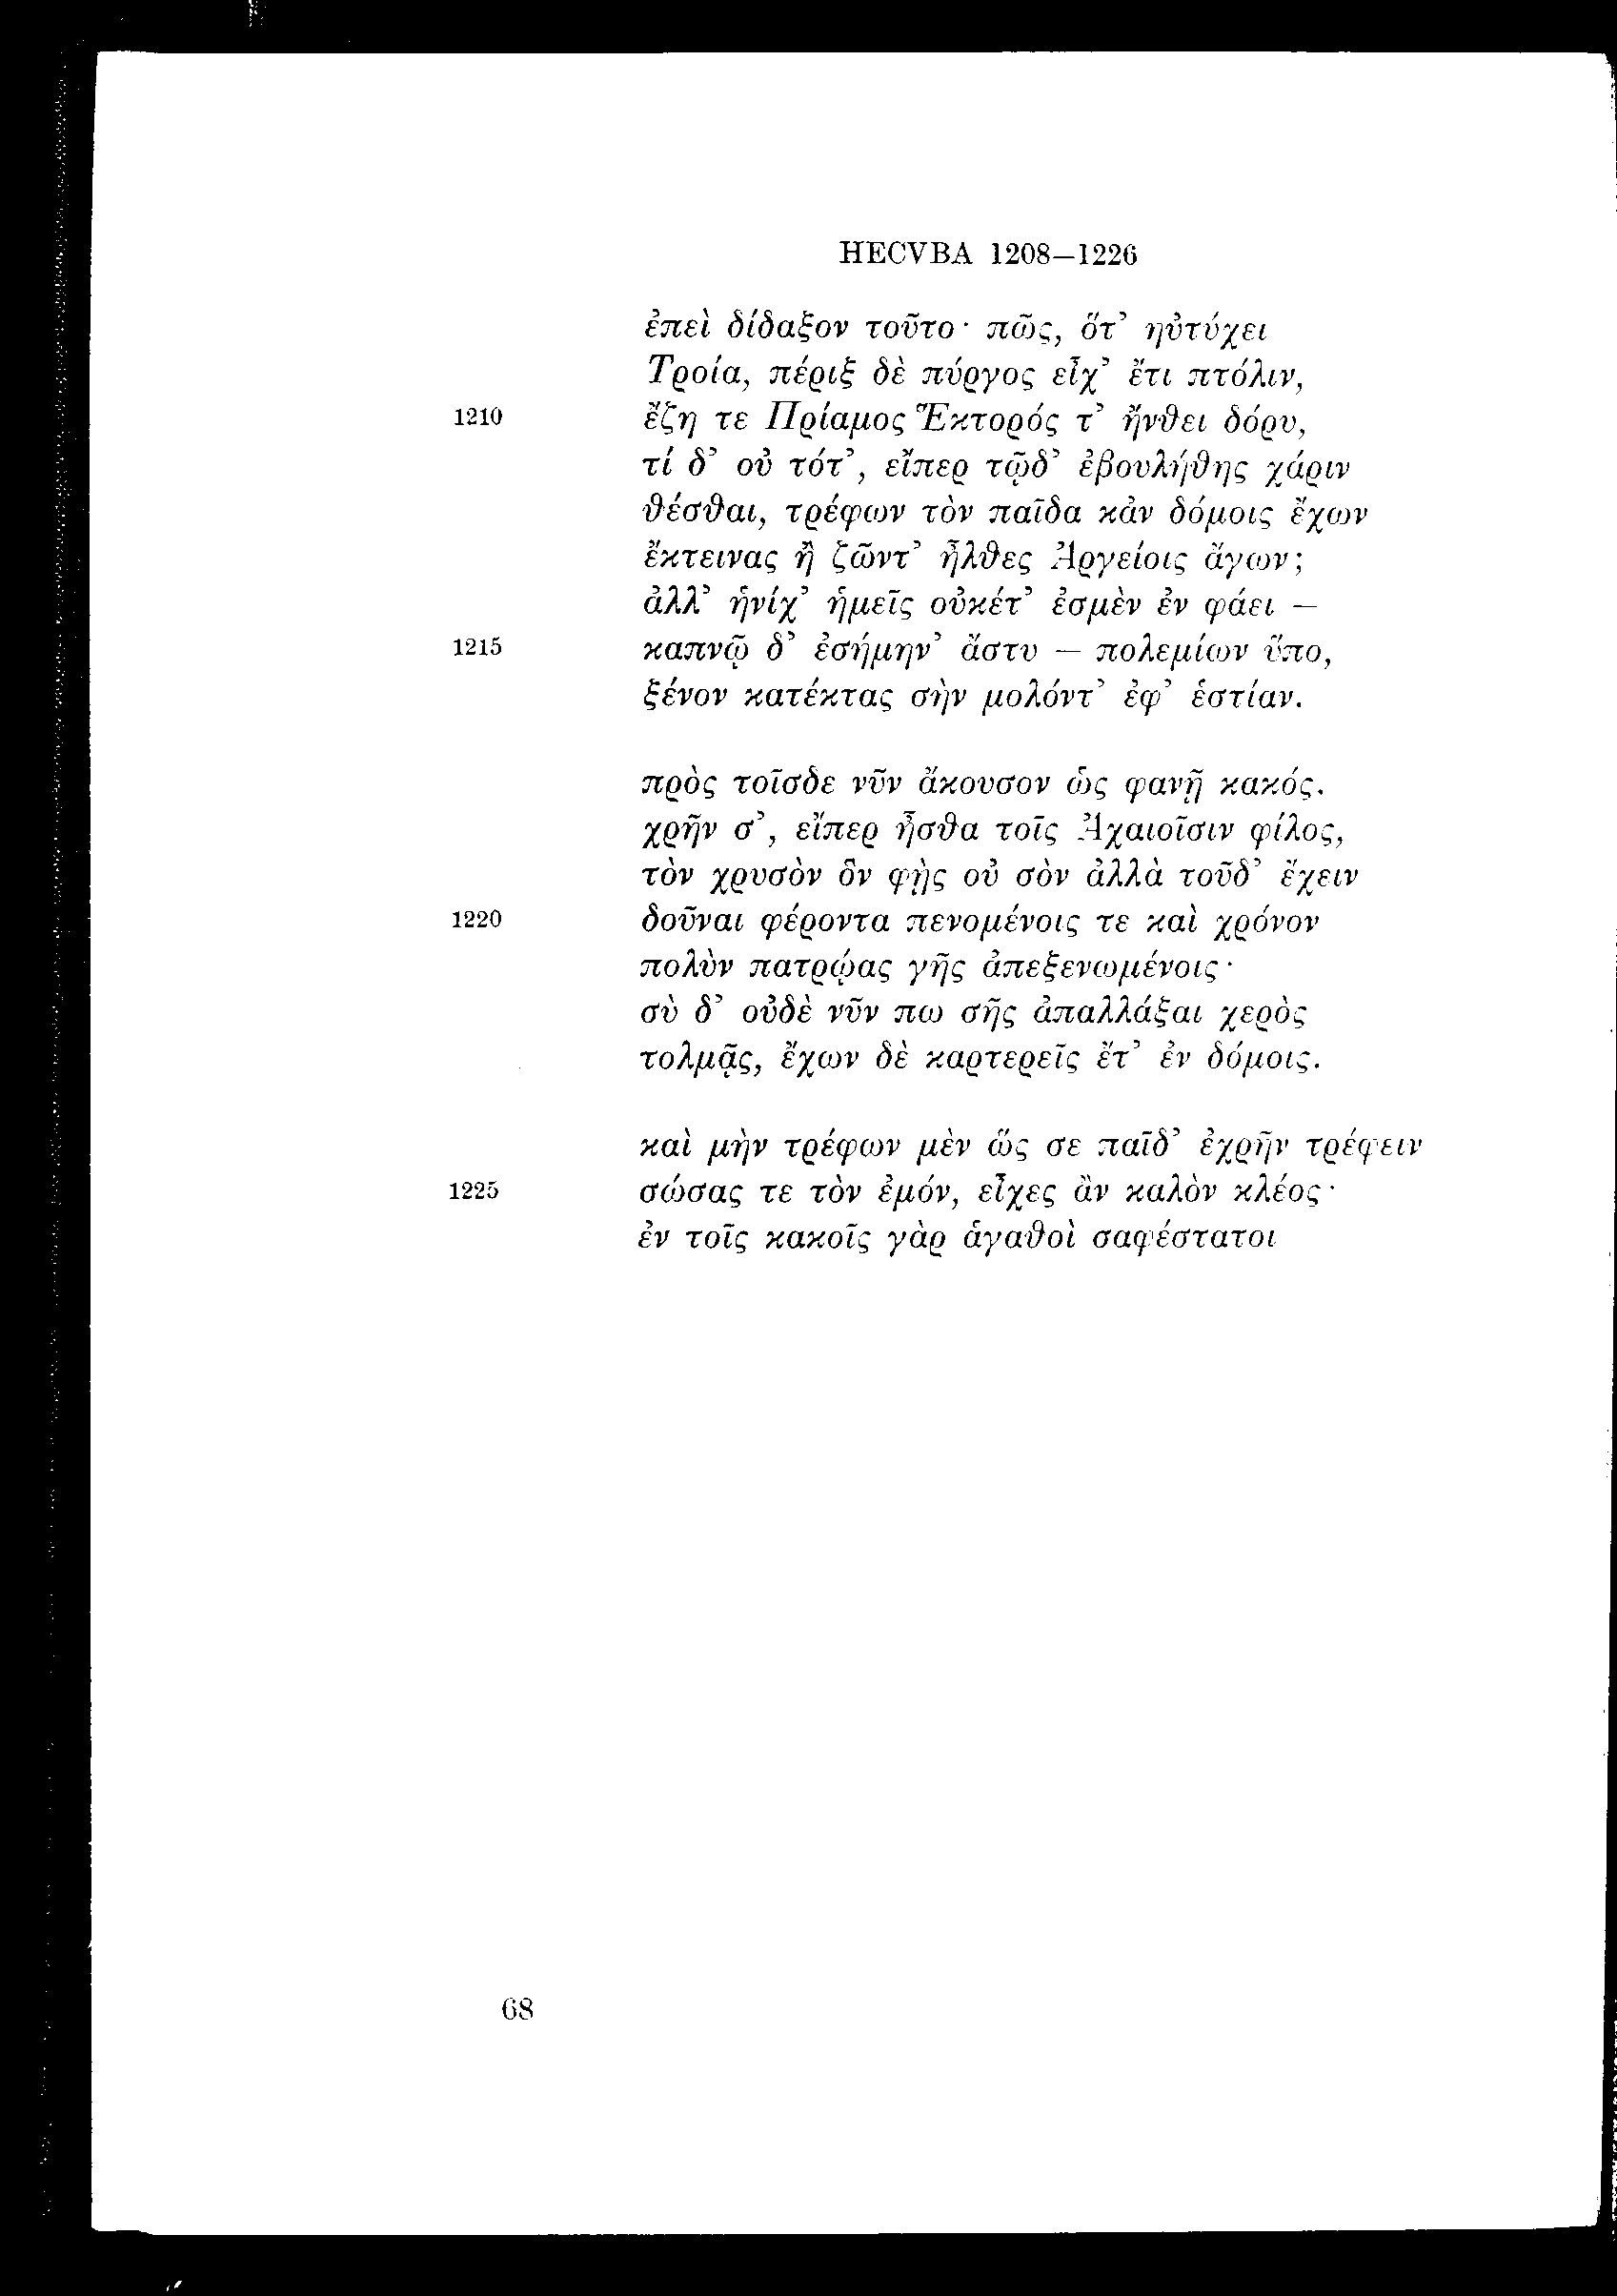 HECVBA 1208–1226
ἐπεὶ δίδαξον τοῦτο· πῶς, ὅτ’ ηὐτύχει
Τροία, πέριξ δὲ πύργος εἶχ’ ἔτι πτόλιν,
1210 ἔζη τε Πρίαμος Ἕκτορός τ’ ἤνθει δόρυ,
τί δ’ οὐ τότ’, εἴπερ τῷδ’ ἐβουλήθης χάριν
θέσθαι, τρέφων τὸν παῖδα κἀν δόμοις ἔχων
ἔκτεινας ἢ ζῶντ’ ἦλθες Ἀργείοις ἄγων;
ἀλλ’ ἡνίχ’ ἡμεῖς οὐκέτ’ ἐσμὲν ἐν φάει –
1215 καπνῷ δ’ ἐσήμην’ ἄστυ – πολεμίων ὕπο,
ξένον κατέκτας σὴν μολόντ’ ἐφ’ ἑστίαν.
πρὸς τοῖσδε νῦν ἄκουσον ὡς φανῇ κακός.
χρῆν σ’, εἴπερ ἦσθα τοῖς Ἀχαιοῖσιν φίλος,
τὸν χρυσὸν ὃν φῂς οὐ σὸν ἀλλὰ τοῦδ’ ἔχειν
1220 δοῦναι φέροντα πενομένοις τε καὶ χρόνον
πολὺν πατρῴας γῆς ἀπεξενωμένοις·
σὺ δ’ οὐδὲ νῦν πω σῆς ἀπαλλάξαι χερὸς
τολμᾷς, ἔχων δὲ καρτερεῖς ἔτ’ ἐν δόμοις.
καὶ μὴν τρέφων μὲν ὥς σε παῖδ’ ἐχρῆν τρέφειν
1225 σώσας τε τὸν ἐμόν, εἶχες ἂν καλὸν κλέος·
ἐν τοῖς κακοῖς γὰρ ἁγαθοὶ σαφέστατοι
68